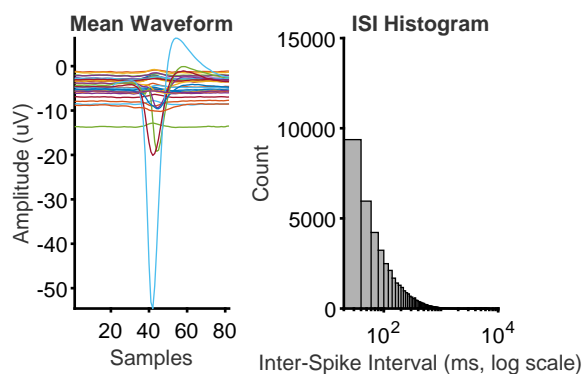 Mean Waveform
0
-10
-20
-30
-40
-50
Amplitude (uV)
20 40 60 80
Samples
ISI Histogram
15000
10000
5000
0
Count
10^2 10^4
Inter-Spike Interval (ms, log scale)